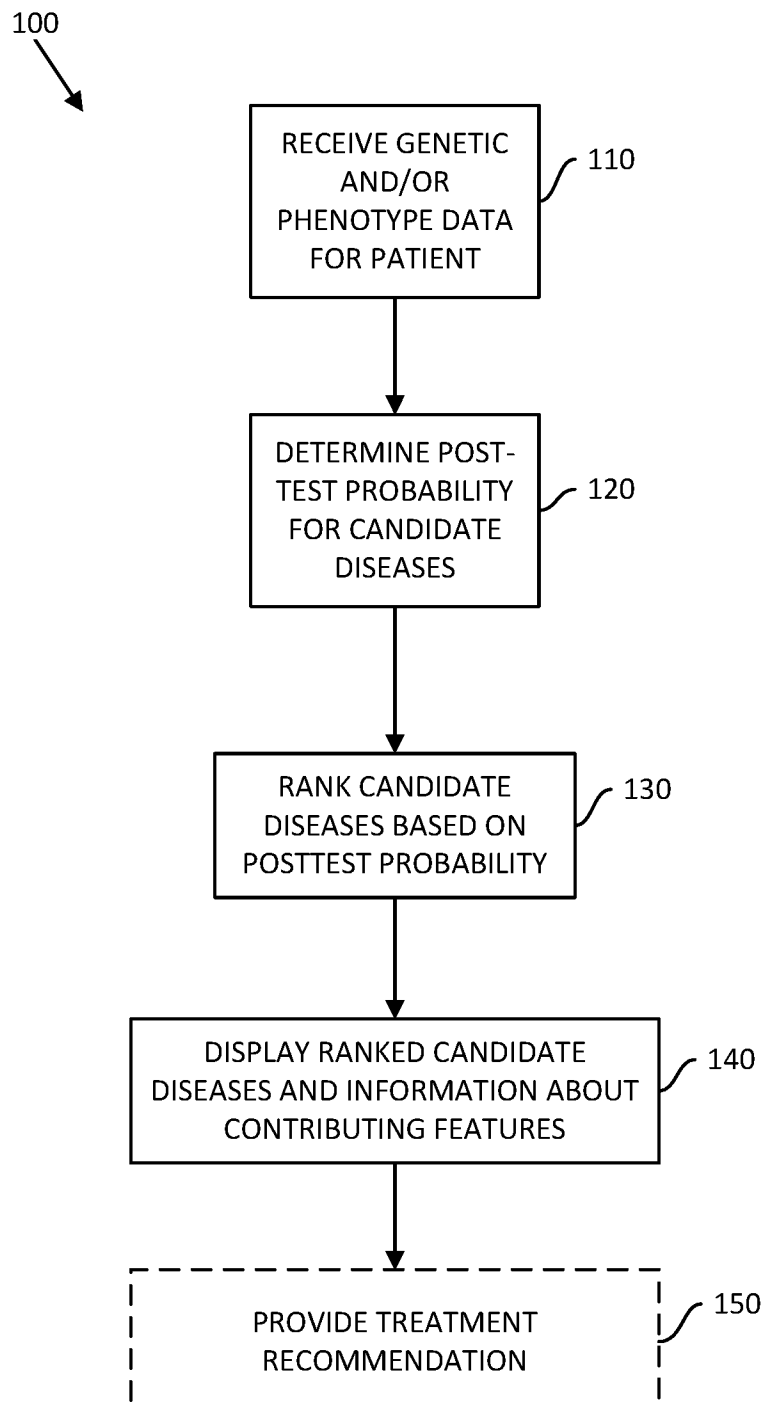 100
RECEIVE GENETIC
AND/OR
PHENOTYPE DATA
FOR PATIENT
110
DETERMINE POST-
TEST PROBABILITY
FOR CANDIDATE
DISEASES
120
RANK CANDIDATE
DISEASES BASED ON
POSTTEST PROBABILITY
130
DISPLAY RANKED CANDIDATE
DISEASES AND INFORMATION ABOUT
CONTRIBUTING FEATURES
140
PROVIDE TREATMENT
RECOMMENDATION
150